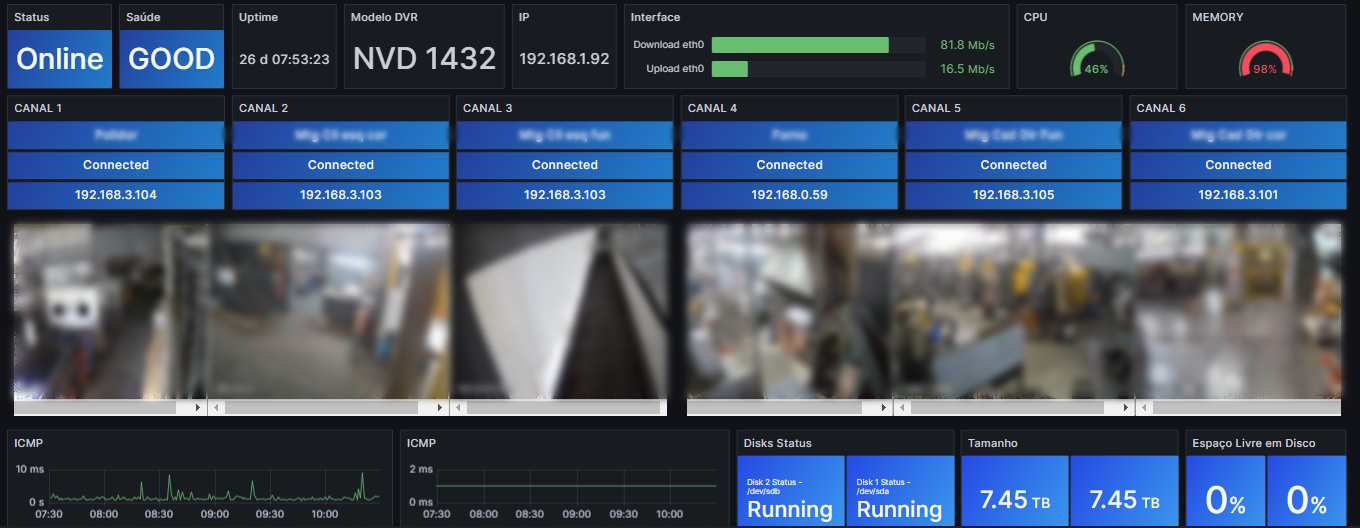 Status
Online
Saúde
GOOD
Uptime
26 d 07:53:23
Modelo DVR
NVD 1432
IP
192.168.1.92
Interface
Download eth0 81.8 Mb/s
Upload eth0 16.5 Mb/s
CPU
46%
MEMORY
98%
CANAL 1
Connected
192.168.3.104
CANAL 2
Connected
192.168.3.103
CANAL 3
Connected
192.168.3.103
CANAL 4
Connected
192.168.0.59
CANAL 5
Connected
192.168.3.105
CANAL 6
Connected
192.168.3.101
ICMP
10 ms
0 s
07:30 08:00 08:30 09:00 09:30 10:00
ICMP
2 ms
0 ms
07:30 08:00 08:30 09:00 09:30 10:00
Disks Status
Disk 2 Status -
/dev/sdb
Running
Disk 1 Status -
/dev/sda
Running
Tamanho
7.45 TB
7.45 TB
Espaço Livre em Disco
0%
0%